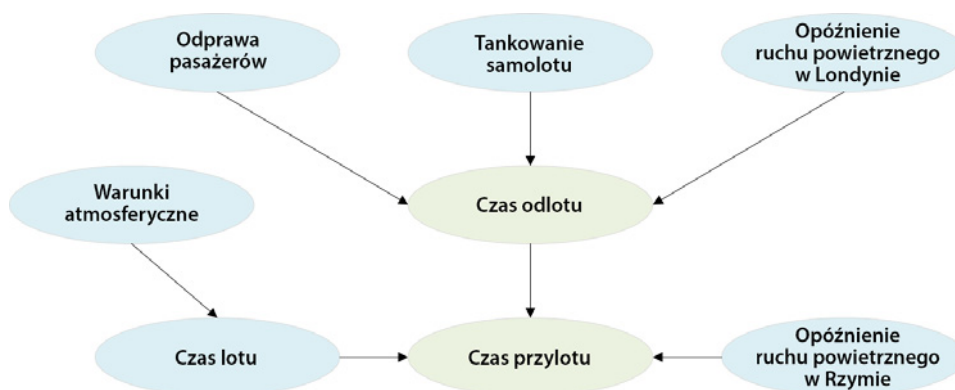 Odprawa
pasażerów
Tankowanie
samolotu
Opóźnienie
ruchu powietrznego
w Londynie
Warunki
atmosferyczne
Czas odlotu
Czas lotu
Czas przylotu
Opóźnienie
ruchu powietrznego
w Rzymie